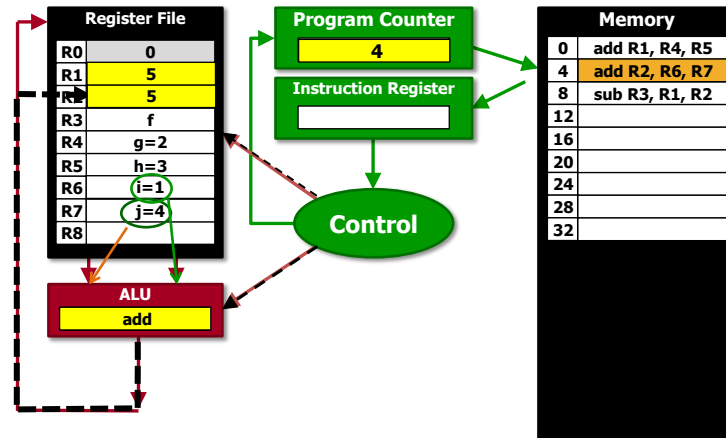 Register File
R0 0
R1 5
R2 5
R3 f
R4 g=2
R5 h=3
R6 i=1
R7 j=4
R8
ALU
add
Program Counter
4
Instruction Register
Control
Memory
0 add R1, R4, R5
4 add R2, R6, R7
8 sub R3, R1, R2
12
16
20
24
28
32